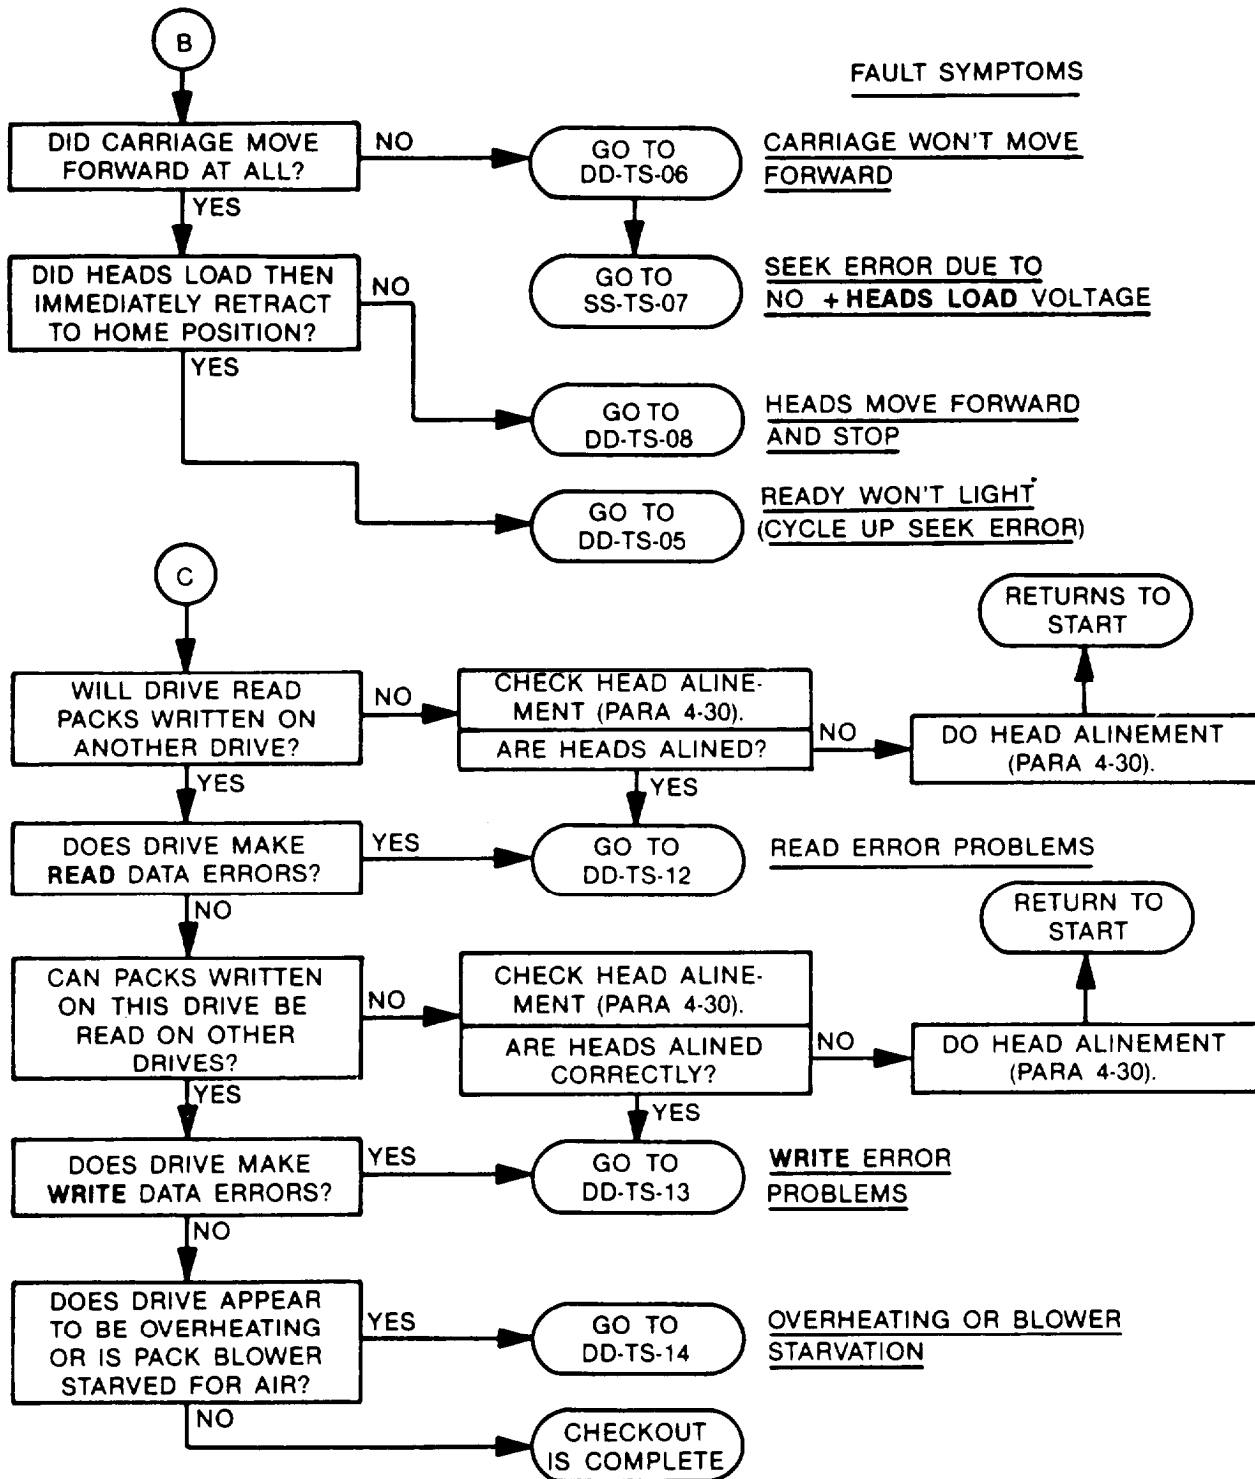 B
FAULT SYMPTOMS
DID CARRIAGE MOVE
FORWARD AT ALL?
NO
GO TO
DD-TS-06
CARRIAGE WON'T MOVE
FORWARD
YES
DID HEADS LOAD THEN
IMMEDIATELY RETRACT
TO HOME POSITION?
NO
GO TO
SS-TS-07
SEEK ERROR DUE TO
NO +HEADS LOAD VOLTAGE
YES
GO TO
DD-TS-08
HEADS MOVE FORWARD
AND STOP
GO TO
DD-TS-05
READY WON'T LIGHT
(CYCLE UP SEEK ERROR)
C
RETURNS TO
START
WILL DRIVE READ
PACKS WRITTEN ON
ANOTHER DRIVE?
NO
CHECK HEAD ALINE-
MENT (PARA 4-30).
ARE HEADS ALINED?
NO
DO HEAD ALINEMENT
(PARA 4-30).
YES
YES
DOES DRIVE MAKE
READ DATA ERRORS?
YES
GO TO
DD-TS-12
READ ERROR PROBLEMS
NO
RETURN TO
START
CAN PACKS WRITTEN
ON THIS DRIVE BE
READ ON OTHER
DRIVES?
NO
CHECK HEAD ALINE-
MENT (PARA 4-30).
ARE HEADS ALINED
CORRECTLY?
NO
DO HEAD ALINEMENT
(PARA 4-30).
YES
YES
DOES DRIVE MAKE
WRITE DATA ERRORS?
YES
GO TO
DD-TS-13
WRITE ERROR
PROBLEMS
NO
DOES DRIVE APPEAR
TO BE OVERHEATING
OR IS PACK BLOWER
STARVED FOR AIR?
YES
GO TO
DD-TS-14
OVERHEATING OR BLOWER
STARVATION
NO
CHECKOUT
IS COMPLETE